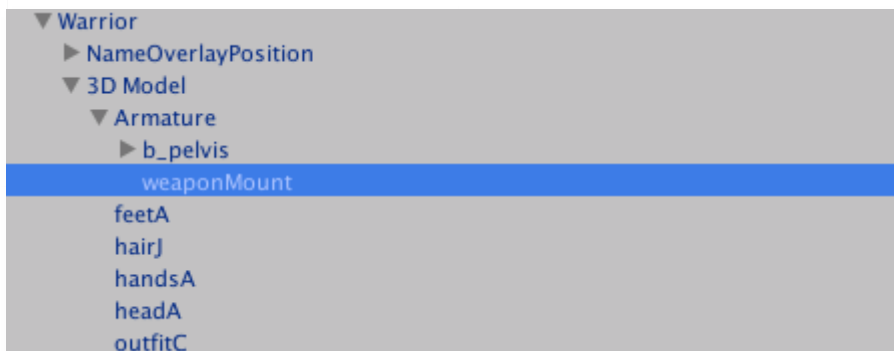 Warrior
NameOverlayPosition
3D Model
Armature
b_pelvis
weaponMount
feetA
hairJ
handsA
headA
outfitC